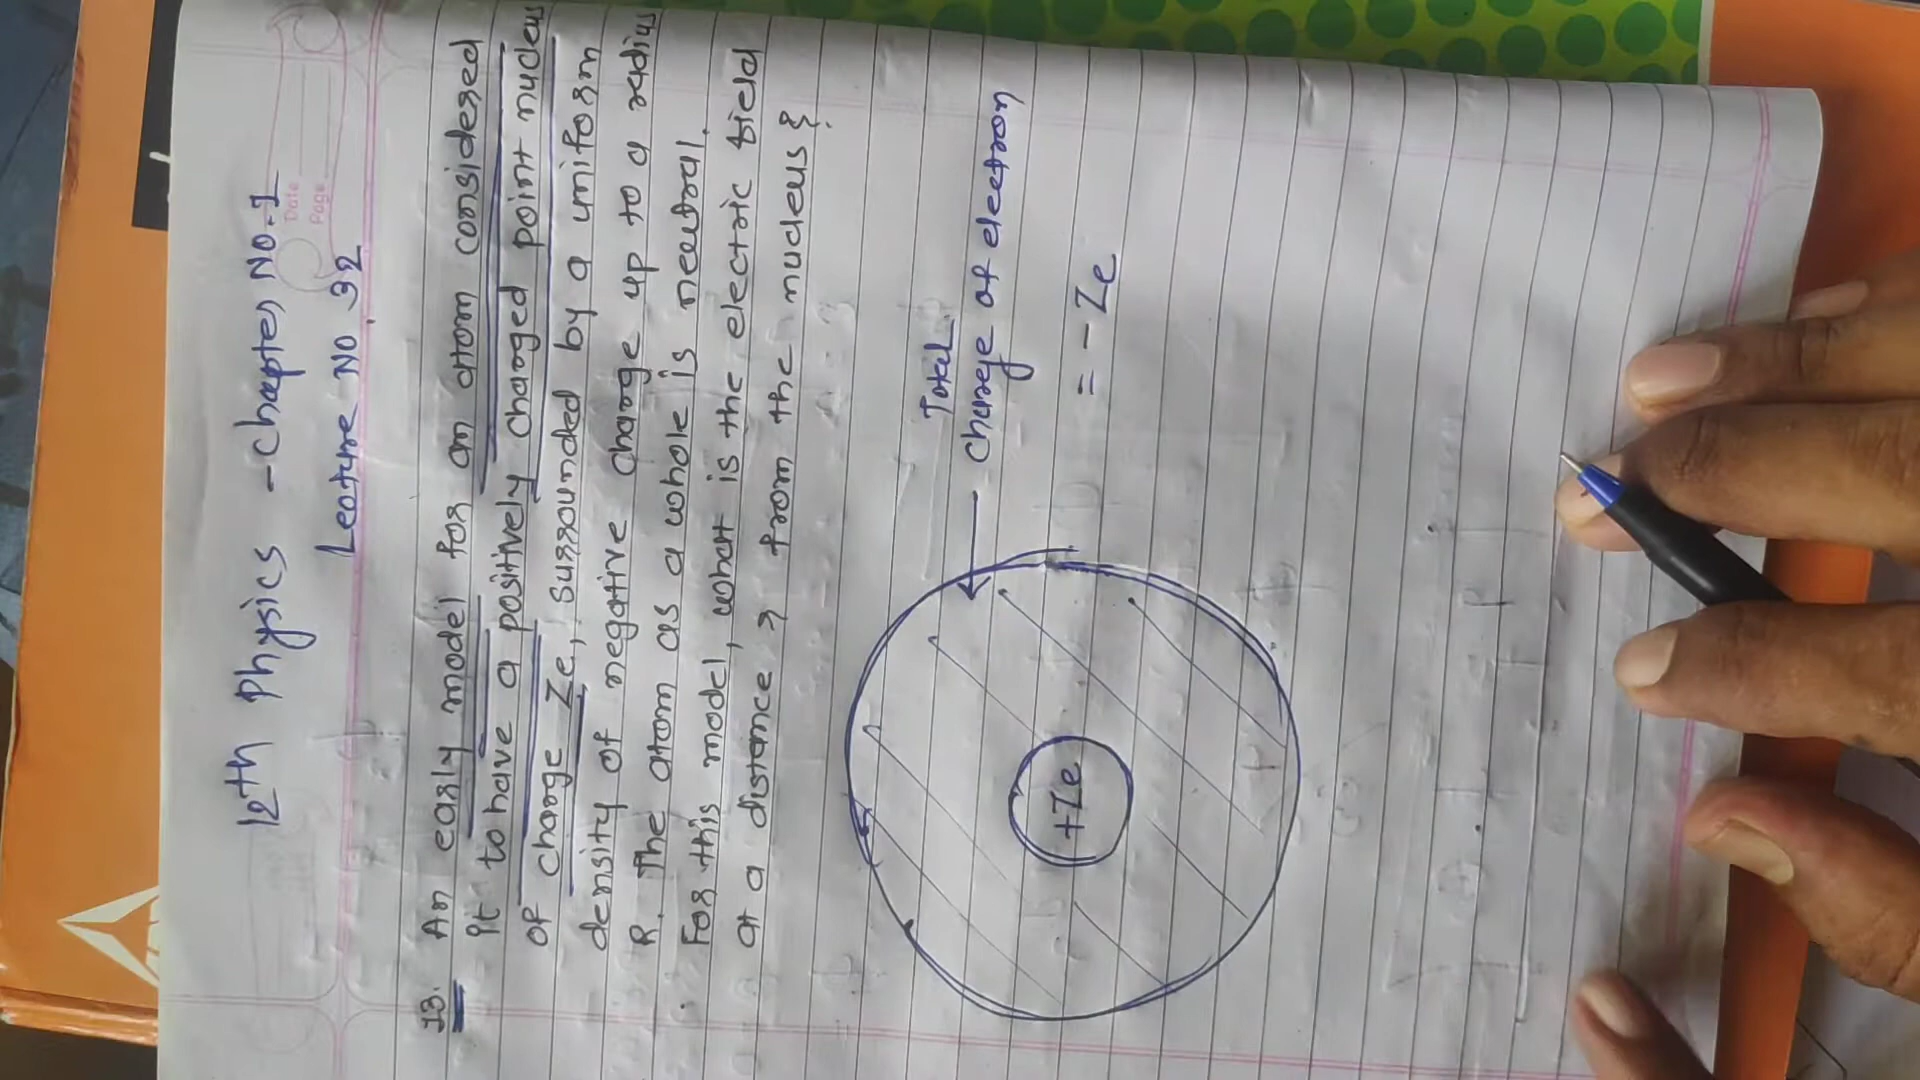 12th Physics - Chapter No-1
Date
Page
Lecture No 32
13. An early model for an atom considered
it to have a positively charged point nucleus
of charge Ze, surrounded by a uniform
density of negative charge up to a radius
R. The atom as a whole is neutral.
For this model, what is the electric field
at a distance r from the nucleus ?
Total
Charge of electron
= - Ze
+Ze